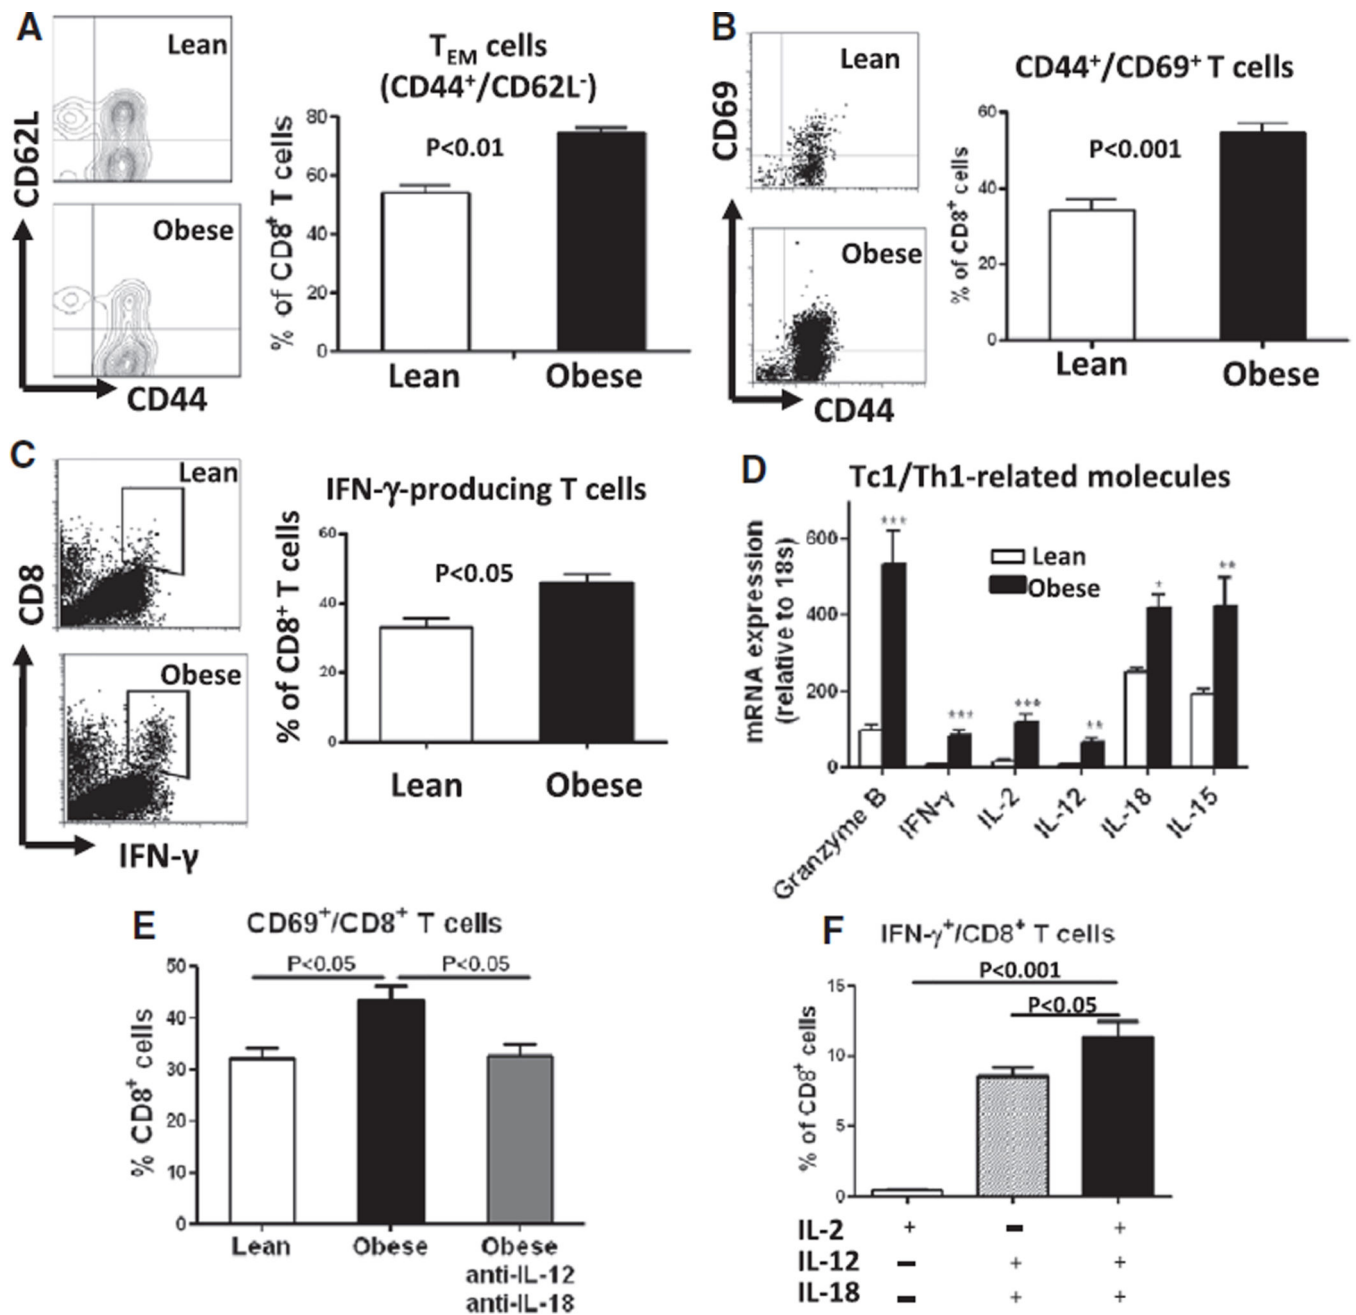 A
Lean
Obese
CD62L
CD44
T_EM cells
(CD44⁺/CD62L⁻)
% of CD8⁺ T cells
80
60
40
20
0
P<0.01
Lean
Obese
B
Lean
Obese
CD69
CD44
CD44⁺/CD69⁺ T cells
% of CD8⁺ cells
60
40
20
0
P<0.001
Lean
Obese
C
Lean
Obese
CD8
IFN-γ
IFN-γ-producing T cells
% of CD8⁺ T cells
60
40
20
0
P<0.05
Lean
Obese
D
Tc1/Th1-related molecules
mRNA expression
(relative to 18s)
600
400
200
0
Lean
Obese
***
***
***
**
*
**
Granzyme B
IFN-γ
IL-2
IL-12
IL-18
IL-15
E
CD69⁺/CD8⁺ T cells
P<0.05
P<0.05
% CD8⁺ cells
50
40
30
20
10
0
Lean
Obese
Obese
anti-IL-12
anti-IL-18
F
IFN-γ⁺/CD8⁺ T cells
P<0.001
P<0.05
% of CD8⁺ cells
15
10
5
0
IL-2 + - +
IL-12 - + +
IL-18 - + +